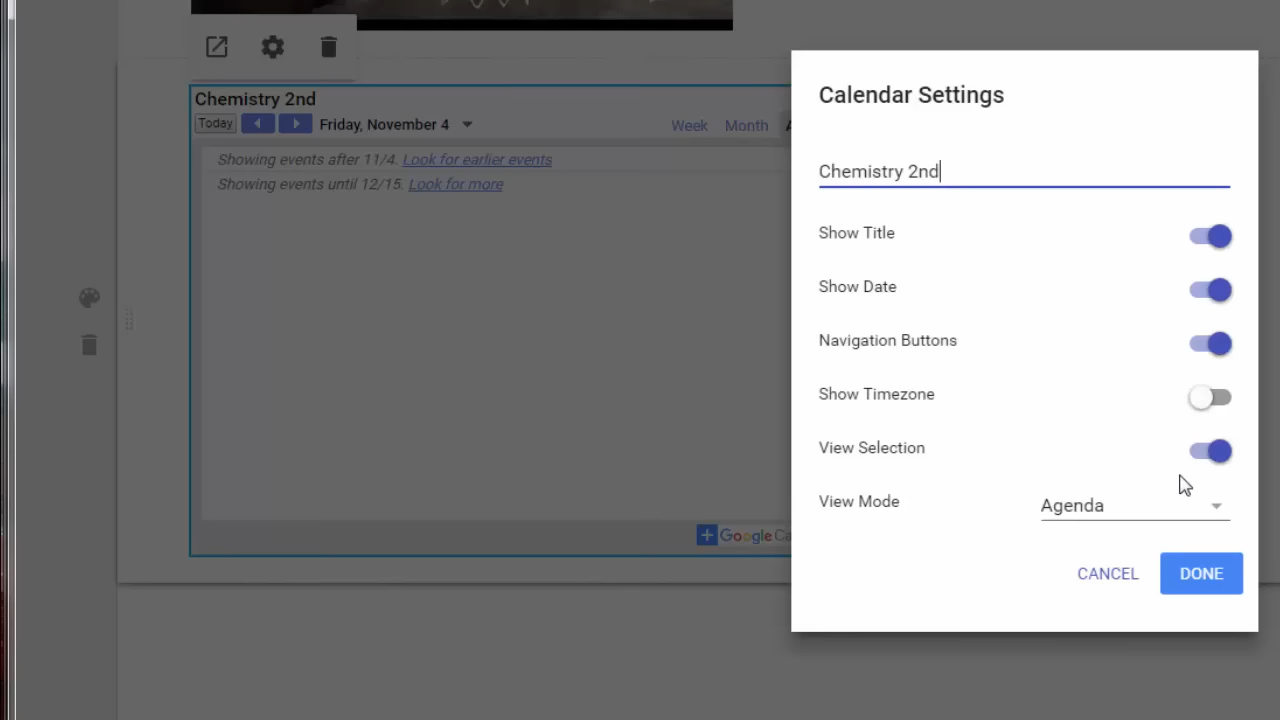 Chemistry 2nd
Today
Friday, November 4
Week
Month
Showing events after 11/4. Look for earlier events
Showing events until 12/15. Look for more
Google
Calendar Settings
Chemistry 2nd
Show Title
Show Date
Navigation Buttons
Show Timezone
View Selection
View Mode
Agenda
CANCEL
DONE